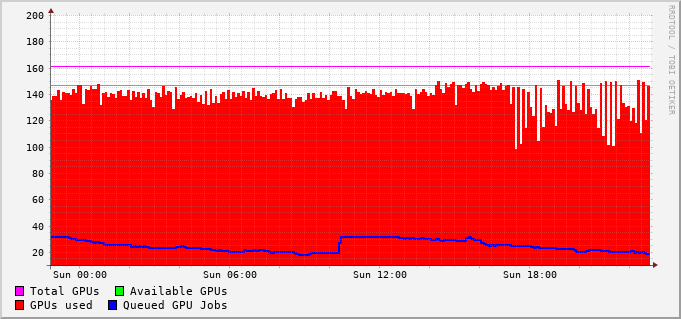 200
180
160
140
120
100
80
60
40
20
Sun 00:00 Sun 06:00 Sun 12:00 Sun 18:00
Total GPUs Available GPUs
GPUs used Queued GPU Jobs
RRDTOOL / TOBI OETIKER